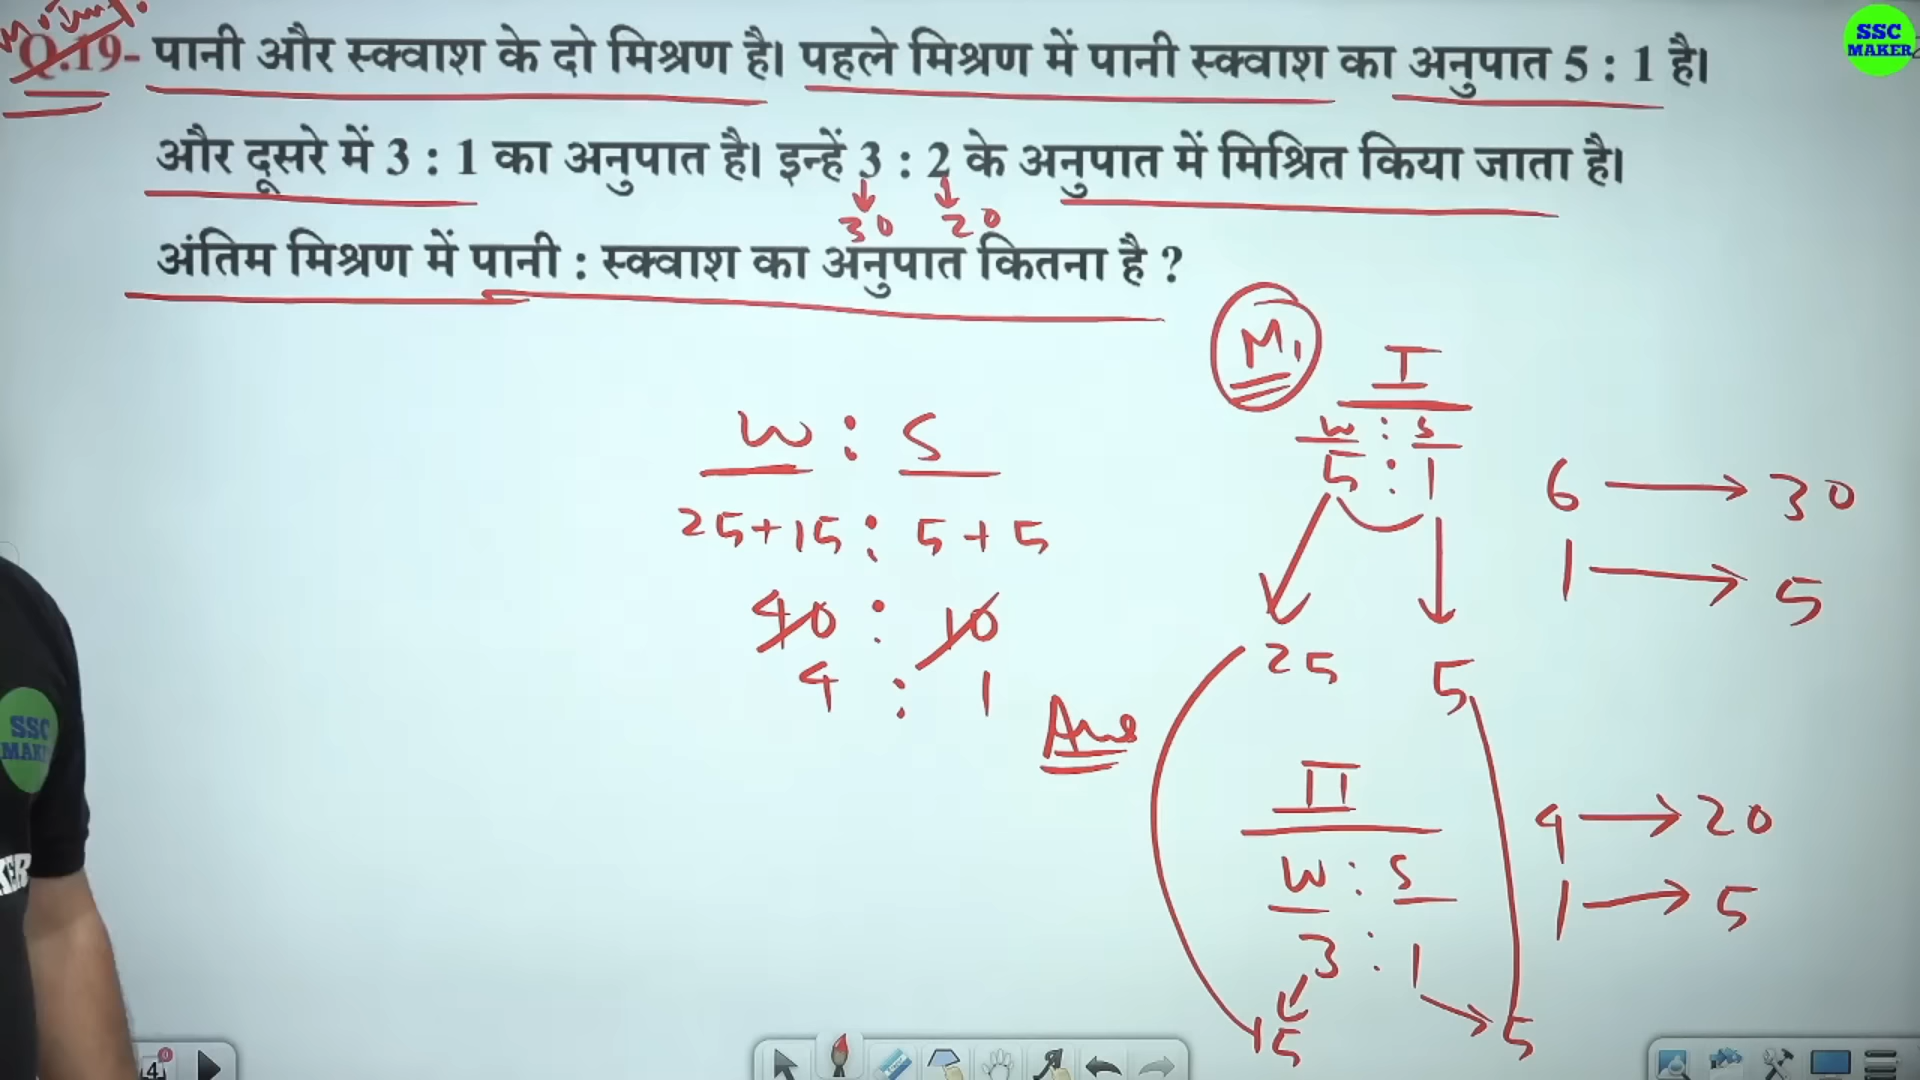 Q.19- पानी और स्क्वाश के दो मिश्रण है। पहले मिश्रण में पानी स्क्वाश का अनुपात 5 : 1 है।
और दूसरे में 3 : 1 का अनुपात है। इन्हें 3 : 2 के अनुपात में मिश्रित किया जाता है।
30 20
अंतिम मिश्रण में पानी : स्क्वाश का अनुपात कितना है ?
SSC
MAKER
W : S
25+15 : 5+5
40 : 10
4 : 1
Ans
M1
I
W : S
5 : 1
25 5
6 → 30
1 → 5
II
W : S
3 : 1
15 5
4 → 20
1 → 5
SSC